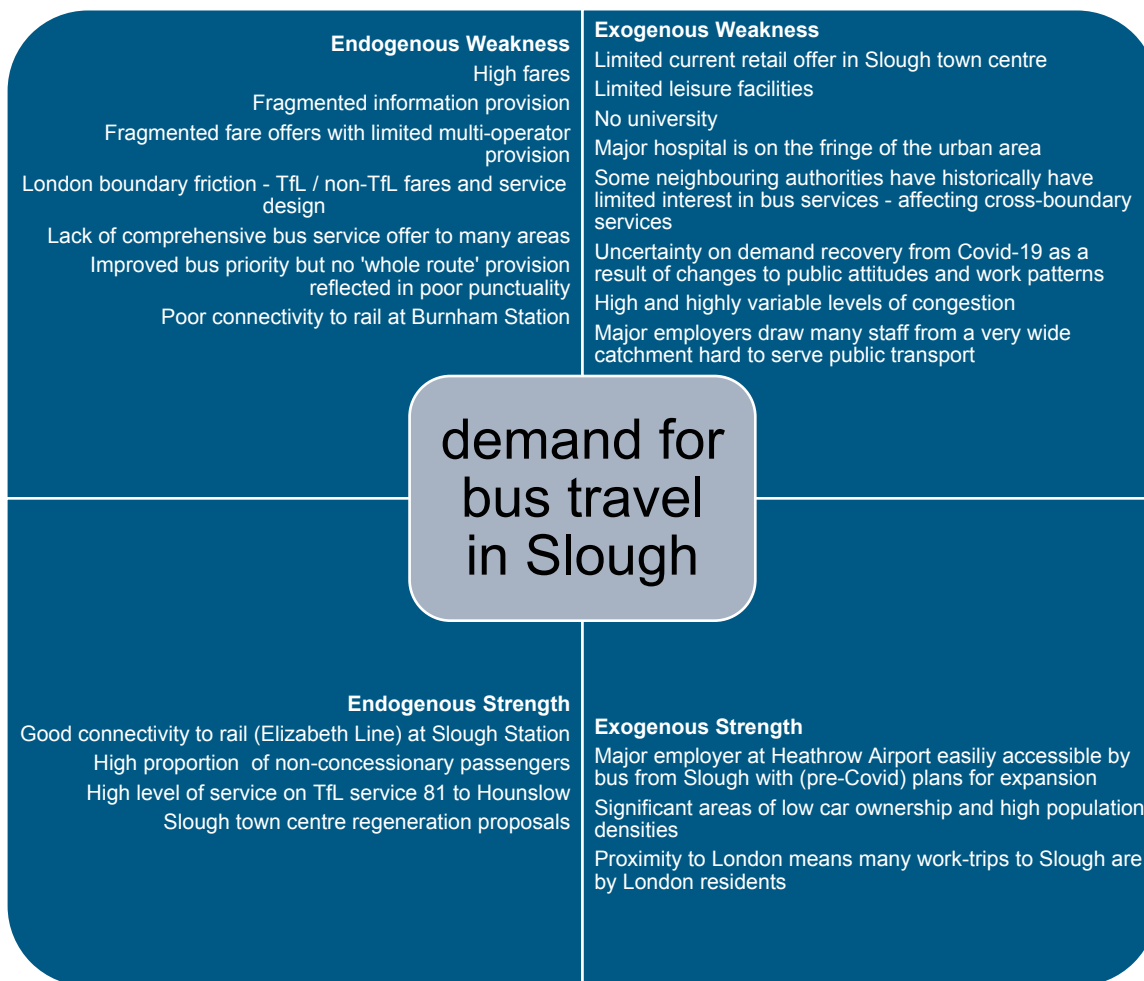 Endogenous Weakness
High fares
Fragmented information provision
Fragmented fare offers with limited multi-operator
provision
London boundary friction - TfL / non-TfL fares and service
design
Lack of comprehensive bus service offer to many areas
Improved bus priority but no 'whole route' provision
reflected in poor punctuality
Poor connectivity to rail at Burnham Station
Exogenous Weakness
Limited current retail offer in Slough town centre
Limited leisure facilities
No university
Major hospital is on the fringe of the urban area
Some neighbouring authorities have historically have
limited interest in bus services - affecting cross-boundary
services
Uncertainty on demand recovery from Covid-19 as a
result of changes to public attitudes and work patterns
High and highly variable levels of congestion
Major employers draw many staff from a very wide
catchment hard to serve public transport
demand for
bus travel
in Slough
Endogenous Strength
Good connectivity to rail (Elizabeth Line) at Slough Station
High proportion of non-concessionary passengers
High level of service on TfL service 81 to Hounslow
Slough town centre regeneration proposals
Exogenous Strength
Major employer at Heathrow Airport easiliy accessible by
bus from Slough with (pre-Covid) plans for expansion
Significant areas of low car ownership and high population
densities
Proximity to London means many work-trips to Slough are
by London residents